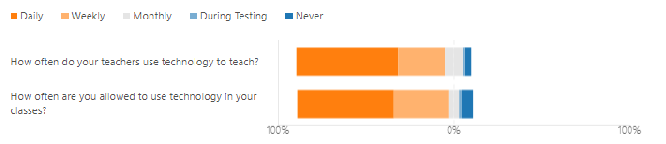 Daily Weekly Monthly During Testing Never
How often do your teachers use technology to teach?
How often are you allowed to use technology in your
classes?
100% 0% 100%